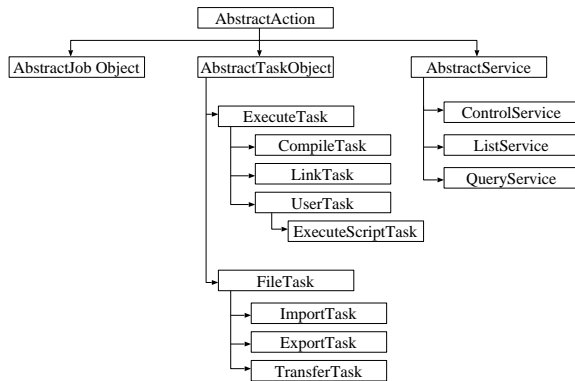 AbstractAction
AbstractJob Object
AbstractTaskObject
AbstractService
ExecuteTask
CompileTask
LinkTask
UserTask
ExecuteScriptTask
FileTask
ImportTask
ExportTask
TransferTask
ControlService
ListService
QueryService